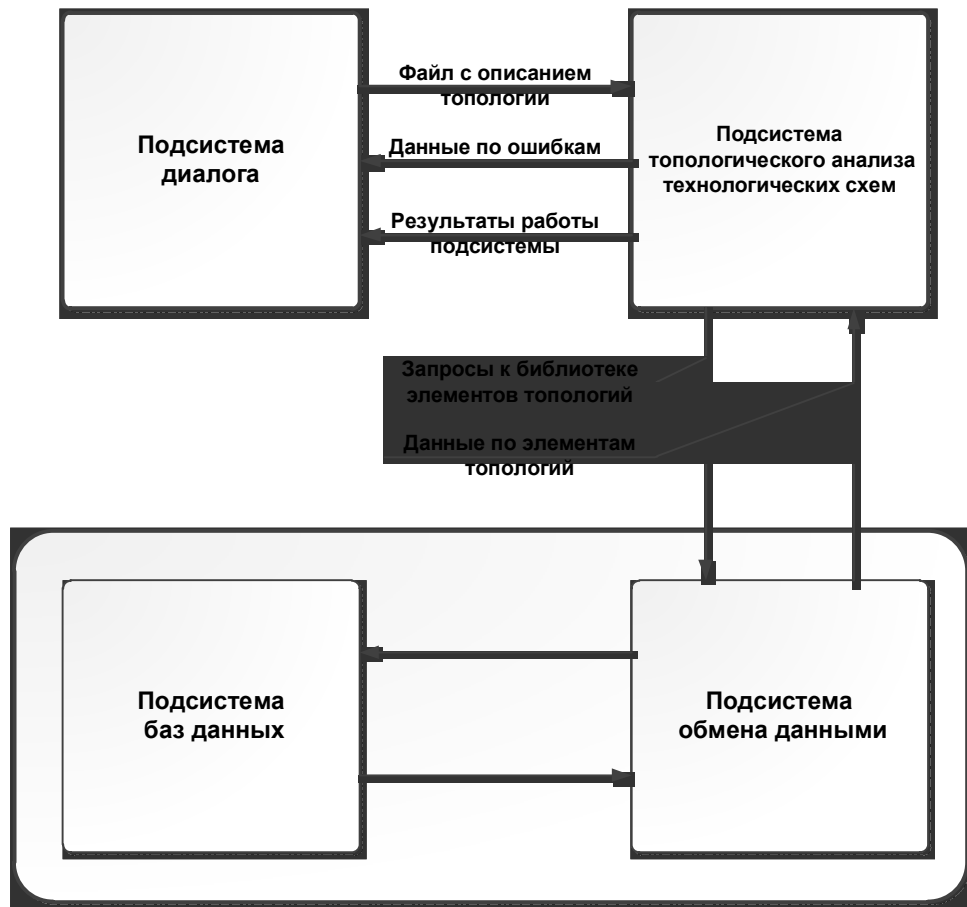 Подсистема
диалога
Файл с описанием
топологии
Данные по ошибкам
Результаты работы
подсистемы
Подсистема
топологического анализа
технологических схем
Запросы к библиотеке
элементов топологий
Данные по элементам
топологий
Подсистема
баз данных
Подсистема
обмена данными